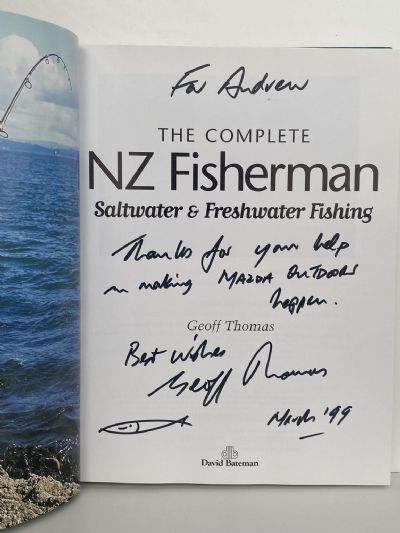 For Andrew
THE COMPLETE
NZ Fisherman
Saltwater & Freshwater Fishing
Thanks for your help
in making MAZDA OUTDOORS
happen.
Geoff Thomas
Best Wishes
Geoff Thomas
March '99
David Bateman